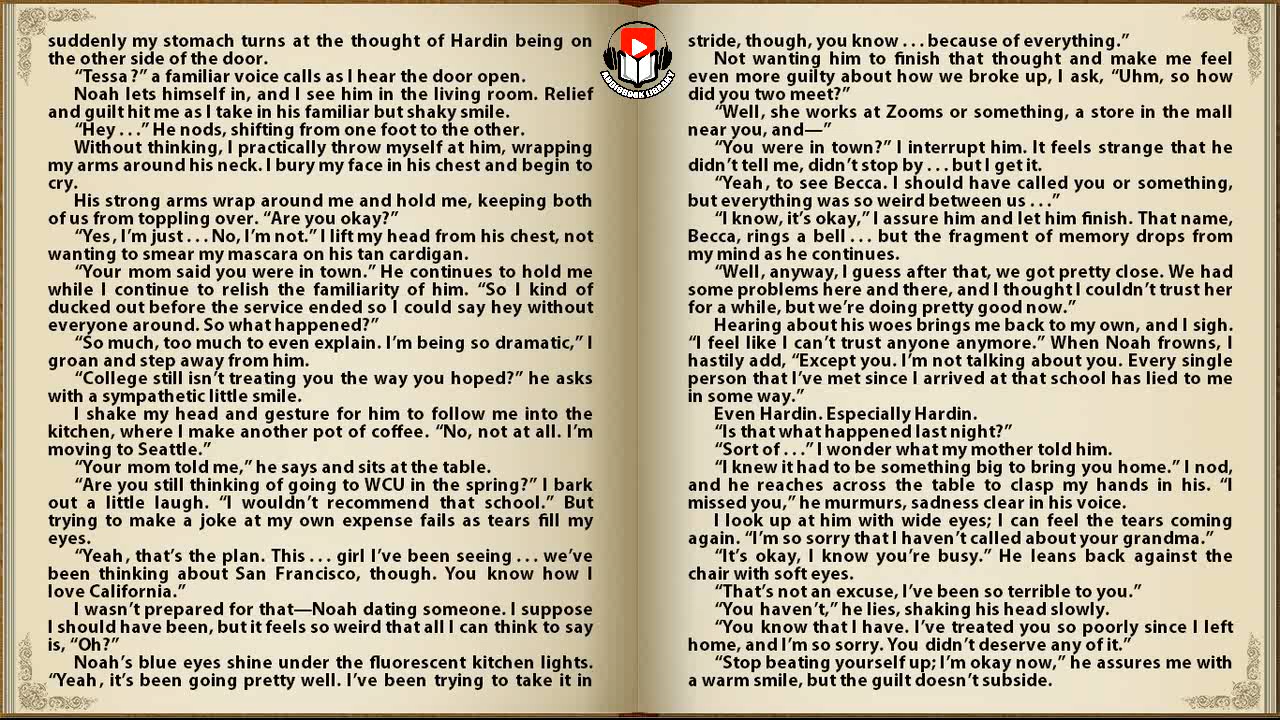 suddenly my stomach turns at the thought of Hardin being on
the other side of the door.
“Tessa?” a familiar voice calls as I hear the door open.
Noah lets himself in, and I see him in the living room. Relief
and guilt hit me as I take in his familiar but shaky smile.
“Hey . . .” He nods, shifting from one foot to the other.
Without thinking, I practically throw myself at him, wrapping
my arms around his neck. I bury my face in his chest and begin to
cry.
His strong arms wrap around me and hold me, keeping both
of us from toppling over. “Are you okay?”
“Yes, I’m just . . . No, I’m not.” I lift my head from his chest, not
wanting to smear my mascara on his tan cardigan.
“Your mom said you were in town.” He continues to hold me
while I continue to relish the familiarity of him. “So I kind of
ducked out before the service ended so I could say hey without
everyone around. So what happened?”
“So much, too much to even explain. I’m being so dramatic,” I
groan and step away from him.
“College still isn’t treating you the way you hoped?” he asks
with a sympathetic little smile.
I shake my head and gesture for him to follow me into the
kitchen, where I make another pot of coffee. “No, not at all. I’m
moving to Seattle.”
“Your mom told me,” he says and sits at the table.
“Are you still thinking of going to WCU in the spring?” I bark
out a little laugh. “I wouldn’t recommend that school.” But
trying to make a joke at my own expense fails as tears fill my
eyes.
“Yeah, that’s the plan. This . . . girl I’ve been seeing . . . we’ve
been thinking about San Francisco, though. You know how I
love California.”
I wasn’t prepared for that—Noah dating someone. I suppose
I should have been, but it feels so weird that all I can think to say
is, “Oh?”
Noah’s blue eyes shine under the fluorescent kitchen lights.
“Yeah, it’s been going pretty well. I’ve been trying to take it in
AUDIOBOOK LIBRARY
stride, though, you know . . . because of everything.”
Not wanting him to finish that thought and make me feel
even more guilty about how we broke up, I ask, “Uhm, so how
did you two meet?”
“Well, she works at Zooms or something, a store in the mall
near you, and—”
“You were in town?” I interrupt him. It feels strange that he
didn’t tell me, didn’t stop by . . . but I get it.
“Yeah, to see Becca. I should have called you or something,
but everything was so weird between us . . .”
“I know, it’s okay,” I assure him and let him finish. That name,
Becca, rings a bell . . . but the fragment of memory drops from
my mind as he continues.
“Well, anyway, I guess after that, we got pretty close. We had
some problems here and there, and I thought I couldn’t trust her
for a while, but we’re doing pretty good now.”
Hearing about his woes brings me back to my own, and I sigh.
“I feel like I can’t trust anyone anymore.” When Noah frowns, I
hastily add, “Except you. I’m not talking about you. Every single
person that I’ve met since I arrived at that school has lied to me
in some way.”
Even Hardin. Especially Hardin.
“Is that what happened last night?”
“Sort of . . .” I wonder what my mother told him.
“I knew it had to be something big to bring you home.” I nod,
and he reaches across the table to clasp my hands in his. “I
missed you,” he murmurs, sadness clear in his voice.
I look up at him with wide eyes; I can feel the tears coming
again. “I’m so sorry that I haven’t called about your grandma.”
“It’s okay, I know you’re busy.” He leans back against the
chair with soft eyes.
“That’s not an excuse, I’ve been so terrible to you.”
“You haven’t,” he lies, shaking his head slowly.
“You know that I have. I’ve treated you so poorly since I left
home, and I’m so sorry. You didn’t deserve any of it.”
“Stop beating yourself up; I’m okay now,” he assures me with
a warm smile, but the guilt doesn’t subside.